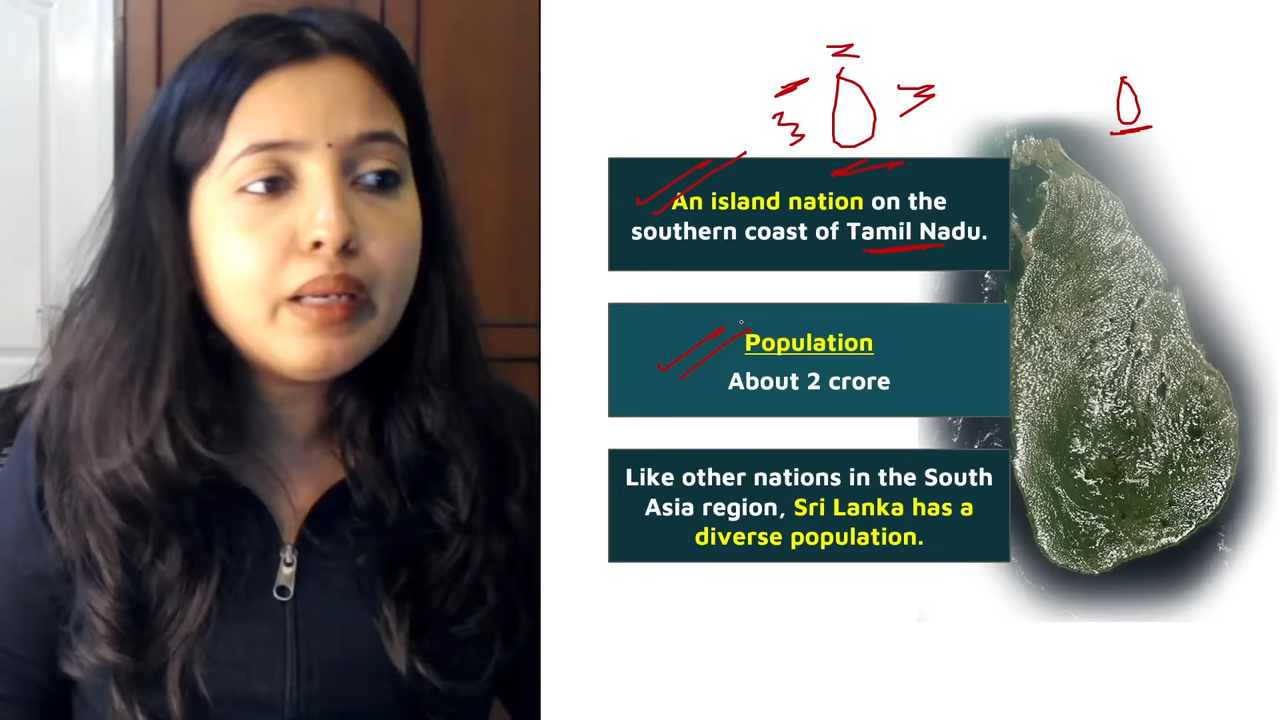 An island nation on the
southern coast of Tamil Nadu.
Population
About 2 crore
Like other nations in the South
Asia region, Sri Lanka has a
diverse population.